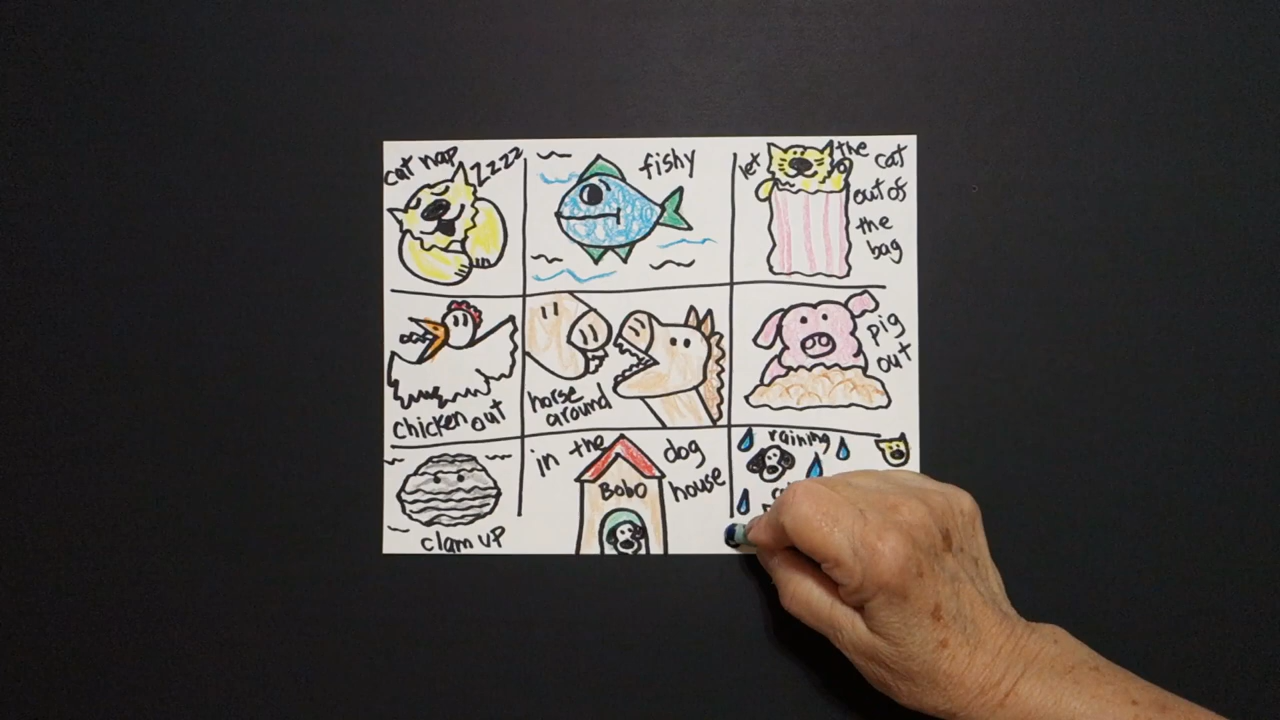 cat nap
zzzz
fishy
let the cat
out of
the
bag
chicken out
horse
around
pig
out
clam up
in the dog
house
Bobo
raining